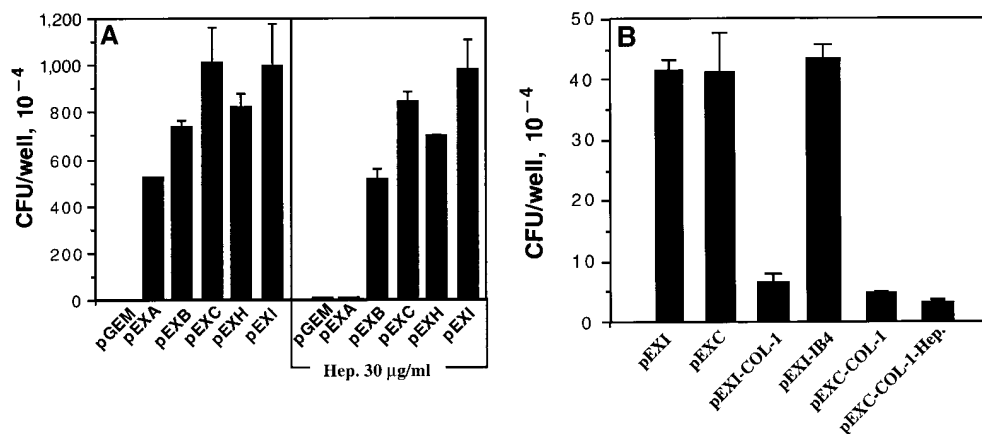 A
CFU/well, 10⁻⁴
1,200
1,000
800
600
400
200
0
pGEM
pEXA
pEXB
pEXC
pEXH
pEXI
pGEM
pEXA
pEXB
pEXC
pEXH
pEXI
Hep. 30 µg/ml
B
CFU/well, 10⁻⁴
50
40
30
20
10
5
0
pEXI
pEXC
pEXI-COL-1
pEXI-IB4
pEXC-COL-1
pEXC-COL-1-Hep.